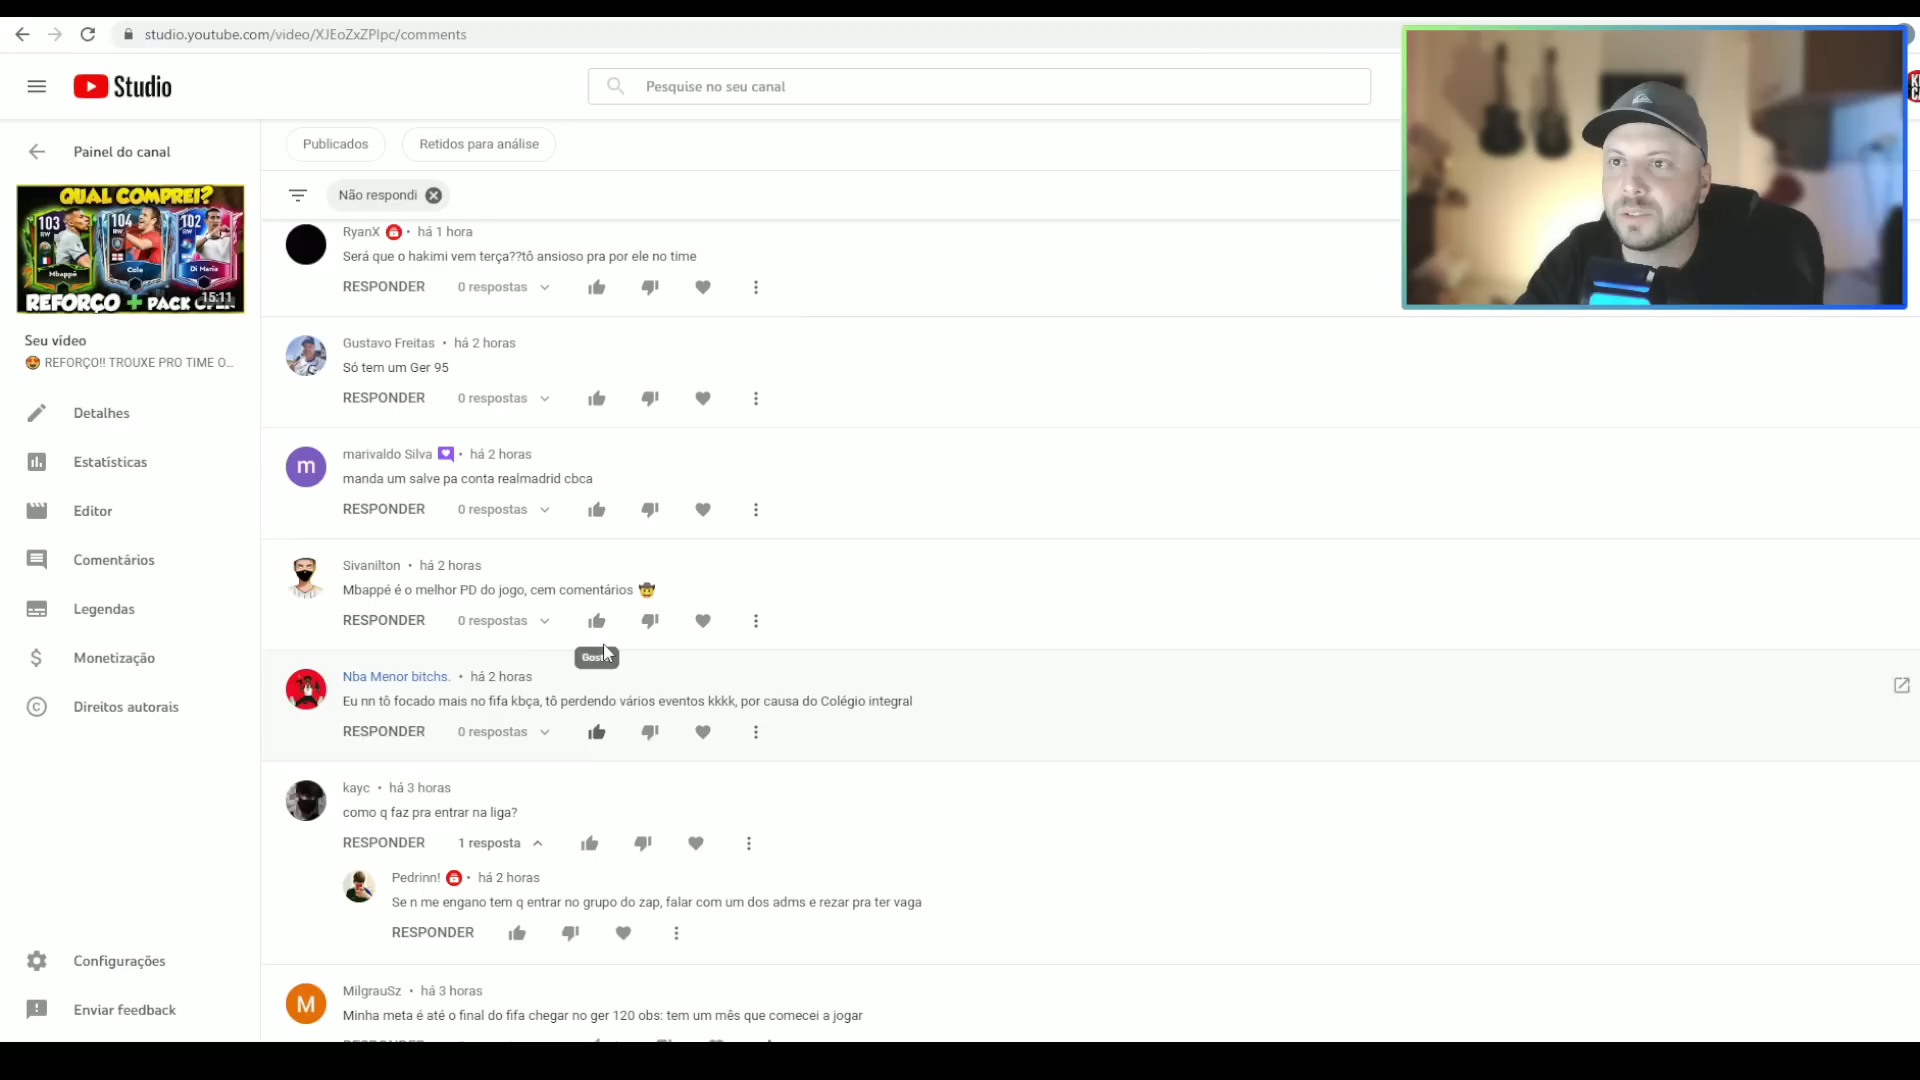 studio.youtube.com/video/XJEoZxZPlpc/comments
Studio
Pesquise no seu canal
Painel do canal
Publicados
Retidos para análise
Não respondi
QUAL COMPREI?
103
RW
Mbappé
104
RW
Cole
102
RW
Di María
REFORÇO + PACK OPEN
15:11
Seu vídeo
REFORÇO!! TROUXE PRO TIME O...
Detalhes
Estatísticas
Editor
Comentários
Legendas
Monetização
Direitos autorais
Configurações
Enviar feedback
RyanX • há 1 hora
Será que o hakimi vem terça??tô ansioso pra por ele no time
RESPONDER 0 respostas
Gustavo Freitas • há 2 horas
Só tem um Ger 95
RESPONDER 0 respostas
marivaldo Silva • há 2 horas
manda um salve pa conta realmadrid cbca
RESPONDER 0 respostas
Sivanilton • há 2 horas
Mbappé é o melhor PD do jogo, cem comentários 🤠
RESPONDER 0 respostas
Nba Menor bitchs. • há 2 horas
Eu nn tô focado mais no fifa kbça, tô perdendo vários eventos kkkk, por causa do Colégio integral
RESPONDER 0 respostas
kayc • há 3 horas
como q faz pra entrar na liga?
RESPONDER 1 resposta
Pedrinn! • há 2 horas
Se n me engano tem q entrar no grupo do zap, falar com um dos adms e rezar pra ter vaga
RESPONDER
M
MilgrauSz • há 3 horas
Minha meta é até o final do fifa chegar no ger 120 obs: tem um mês que comecei a jogar